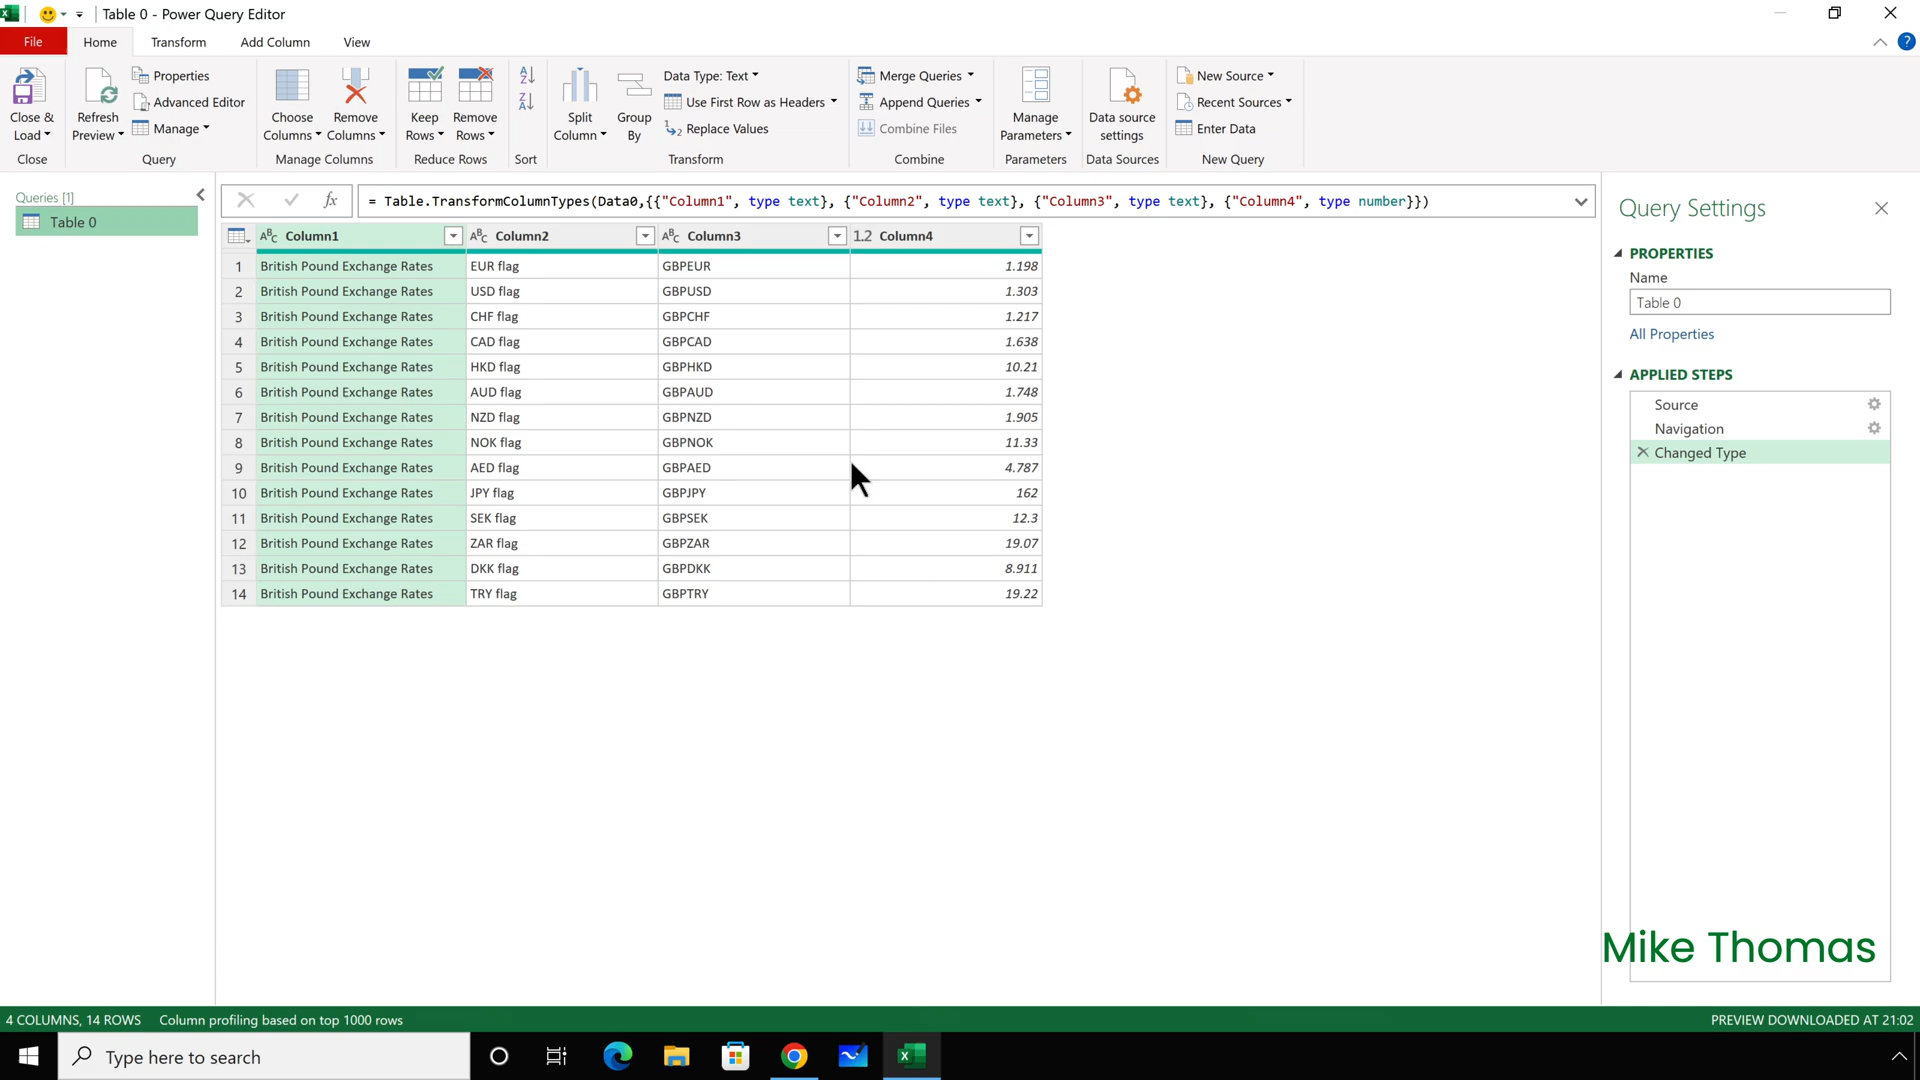 Table 0 - Power Query Editor
File Home Transform Add Column View
Close & Load
Refresh Preview
Properties
Advanced Editor
Manage
Choose Columns
Remove Columns
Keep Rows
Remove Rows
Split Column
Group By
Data Type: Text
Use First Row as Headers
Replace Values
Merge Queries
Append Queries
Combine Files
Manage Parameters
Data source settings
New Source
Recent Sources
Enter Data
Close Query Manage Columns Reduce Rows Sort Transform Combine Parameters Data Sources New Query
Queries [1]
Table 0
fx = Table.TransformColumnTypes(Data0,{{"Column1", type text}, {"Column2", type text}, {"Column3", type text}, {"Column4", type number}})
ABC Column1 ABC Column2 ABC Column3 1.2 Column4
1 British Pound Exchange Rates EUR flag GBPEUR 1.198
2 British Pound Exchange Rates USD flag GBPUSD 1.303
3 British Pound Exchange Rates CHF flag GBPCHF 1.217
4 British Pound Exchange Rates CAD flag GBPCAD 1.638
5 British Pound Exchange Rates HKD flag GBPHKD 10.21
6 British Pound Exchange Rates AUD flag GBPAUD 1.748
7 British Pound Exchange Rates NZD flag GBPNZD 1.905
8 British Pound Exchange Rates NOK flag GBPNOK 11.33
9 British Pound Exchange Rates AED flag GBPAED 4.787
10 British Pound Exchange Rates JPY flag GBPJPY 162
11 British Pound Exchange Rates SEK flag GBPSEK 12.3
12 British Pound Exchange Rates ZAR flag GBPZAR 19.07
13 British Pound Exchange Rates DKK flag GBPDKK 8.911
14 British Pound Exchange Rates TRY flag GBPTRY 19.22
Query Settings
PROPERTIES
Name
Table 0
All Properties
APPLIED STEPS
Source
Navigation
Changed Type
Mike Thomas
4 COLUMNS, 14 ROWS Column profiling based on top 1000 rows PREVIEW DOWNLOADED AT 21:02
Type here to search